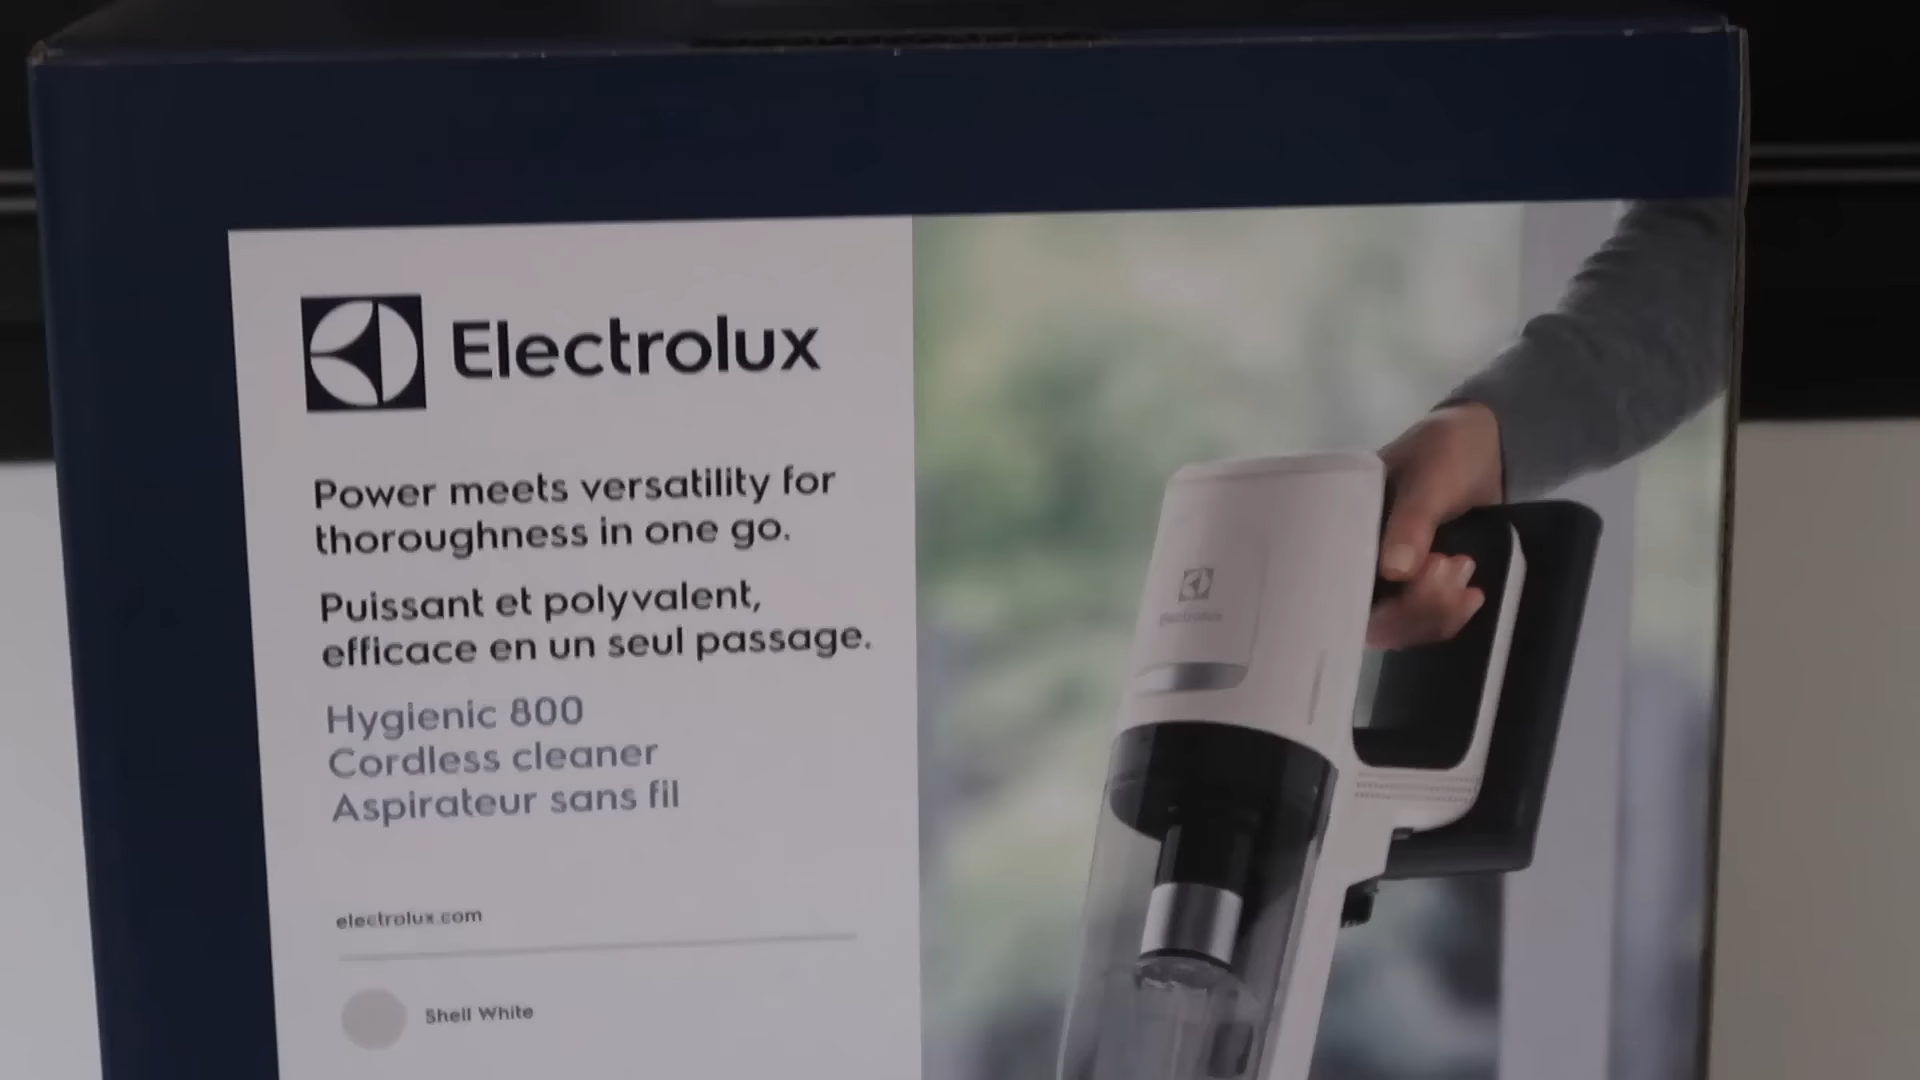 Electrolux
Power meets versatility for
thoroughness in one go.
Puissant et polyvalent,
efficace en un seul passage.
Hygienic 800
Cordless cleaner
Aspirateur sans fil
electrolux.com
Shell White
Electrolux